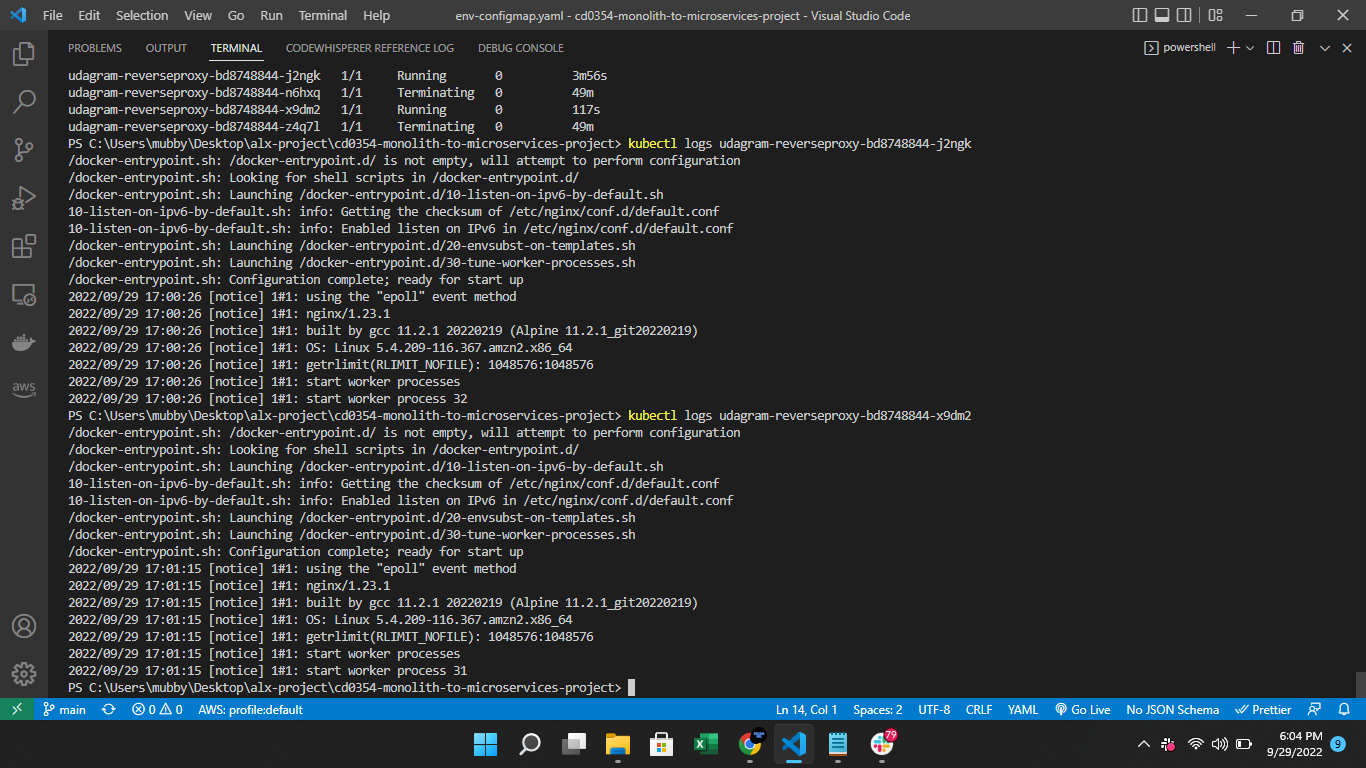 File Edit Selection View Go Run Terminal Help env-configmap.yaml - cd0354-monolith-to-microservices-project - Visual Studio Code
PROBLEMS OUTPUT TERMINAL CODEWHISPERER REFERENCE LOG DEBUG CONSOLE powershell
udagram-reverseproxy-bd8748844-j2ngk 1/1 Running 0 3m56s
udagram-reverseproxy-bd8748844-n6hxq 1/1 Terminating 0 49m
udagram-reverseproxy-bd8748844-x9dm2 1/1 Running 0 117s
udagram-reverseproxy-bd8748844-z4q7l 1/1 Terminating 0 49m
PS C:\Users\mubby\Desktop\alx-project\cd0354-monolith-to-microservices-project> kubectl logs udagram-reverseproxy-bd8748844-j2ngk
/docker-entrypoint.sh: /docker-entrypoint.d/ is not empty, will attempt to perform configuration
/docker-entrypoint.sh: Looking for shell scripts in /docker-entrypoint.d/
/docker-entrypoint.sh: Launching /docker-entrypoint.d/10-listen-on-ipv6-by-default.sh
10-listen-on-ipv6-by-default.sh: info: Getting the checksum of /etc/nginx/conf.d/default.conf
10-listen-on-ipv6-by-default.sh: info: Enabled listen on IPv6 in /etc/nginx/conf.d/default.conf
/docker-entrypoint.sh: Launching /docker-entrypoint.d/20-envsubst-on-templates.sh
/docker-entrypoint.sh: Launching /docker-entrypoint.d/30-tune-worker-processes.sh
/docker-entrypoint.sh: Configuration complete; ready for start up
2022/09/29 17:00:26 [notice] 1#1: using the "epoll" event method
2022/09/29 17:00:26 [notice] 1#1: nginx/1.23.1
2022/09/29 17:00:26 [notice] 1#1: built by gcc 11.2.1 20220219 (Alpine 11.2.1_git20220219)
2022/09/29 17:00:26 [notice] 1#1: OS: Linux 5.4.209-116.367.amzn2.x86_64
2022/09/29 17:00:26 [notice] 1#1: getrlimit(RLIMIT_NOFILE): 1048576:1048576
2022/09/29 17:00:26 [notice] 1#1: start worker processes
2022/09/29 17:00:26 [notice] 1#1: start worker process 32
PS C:\Users\mubby\Desktop\alx-project\cd0354-monolith-to-microservices-project> kubectl logs udagram-reverseproxy-bd8748844-x9dm2
/docker-entrypoint.sh: /docker-entrypoint.d/ is not empty, will attempt to perform configuration
/docker-entrypoint.sh: Looking for shell scripts in /docker-entrypoint.d/
/docker-entrypoint.sh: Launching /docker-entrypoint.d/10-listen-on-ipv6-by-default.sh
10-listen-on-ipv6-by-default.sh: info: Getting the checksum of /etc/nginx/conf.d/default.conf
10-listen-on-ipv6-by-default.sh: info: Enabled listen on IPv6 in /etc/nginx/conf.d/default.conf
/docker-entrypoint.sh: Launching /docker-entrypoint.d/20-envsubst-on-templates.sh
/docker-entrypoint.sh: Launching /docker-entrypoint.d/30-tune-worker-processes.sh
/docker-entrypoint.sh: Configuration complete; ready for start up
2022/09/29 17:01:15 [notice] 1#1: using the "epoll" event method
2022/09/29 17:01:15 [notice] 1#1: nginx/1.23.1
2022/09/29 17:01:15 [notice] 1#1: built by gcc 11.2.1 20220219 (Alpine 11.2.1_git20220219)
2022/09/29 17:01:15 [notice] 1#1: OS: Linux 5.4.209-116.367.amzn2.x86_64
2022/09/29 17:01:15 [notice] 1#1: getrlimit(RLIMIT_NOFILE): 1048576:1048576
2022/09/29 17:01:15 [notice] 1#1: start worker processes
2022/09/29 17:01:15 [notice] 1#1: start worker process 31
PS C:\Users\mubby\Desktop\alx-project\cd0354-monolith-to-microservices-project>
aws
main 0 0 AWS: profile:default Ln 14, Col 1 Spaces: 2 UTF-8 CRLF YAML Go Live No JSON Schema Prettier
79
6:04 PM
9/29/2022 9